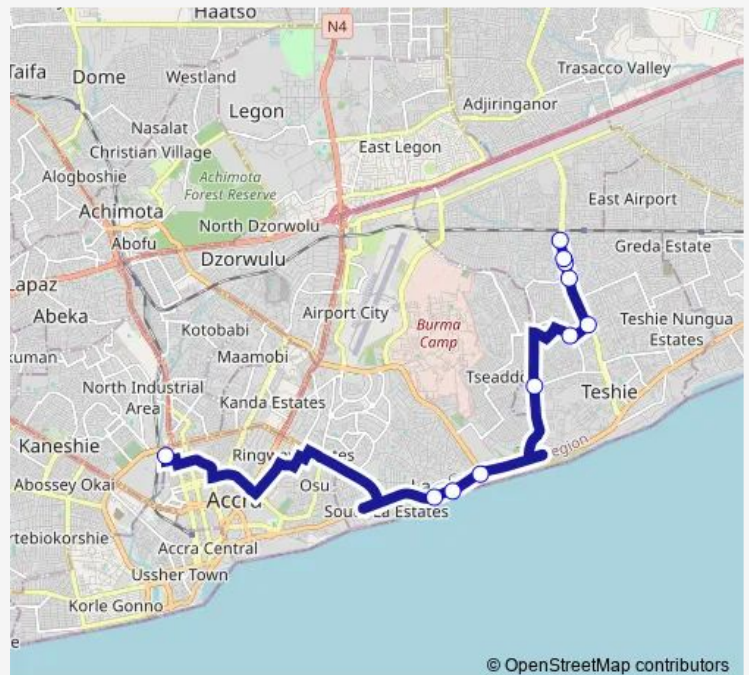 Haatso
N4
Taifa
Dome
Westland
Trasacco Valley
Legon
Adjiringanor
Nasalat
Christian Village
East Legon
Alogboshie
Achimota
Forest Reserve
East Airport
Achimota
North Dzorwolu
Abofu
Greda Estate
Dzorwulu
Lapaz
Airport City
Abeka
Burma
Camp
Teshie Nungua
Estates
Kotobabi
Maamobi
Tseaddo
North Industrial
Area
Kanda Estates
Teshie
Kaneshie
Abossey Okai
Osu
Accra
Accra Central
Ussher Town
Korle Gonno
© OpenStreetMap contributors